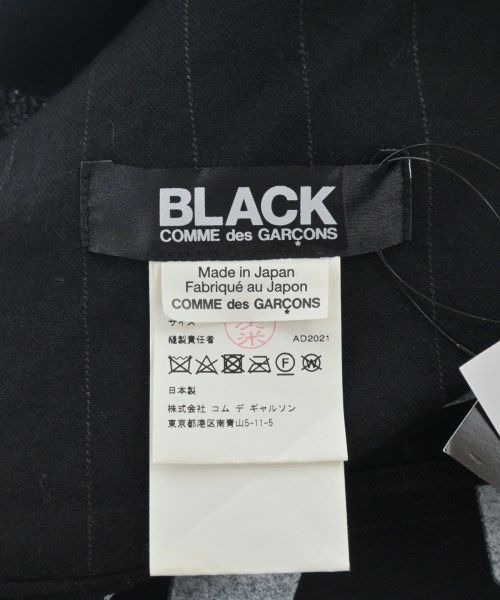 BLACK
COMME des GARÇONS
Made in Japan
Fabriqué au Japon
COMME des GARÇONS
サイズ
縫製責任者
AD2021
日本製
株式会社 コム デ ギャルソン
東京都港区南青山5-11-5